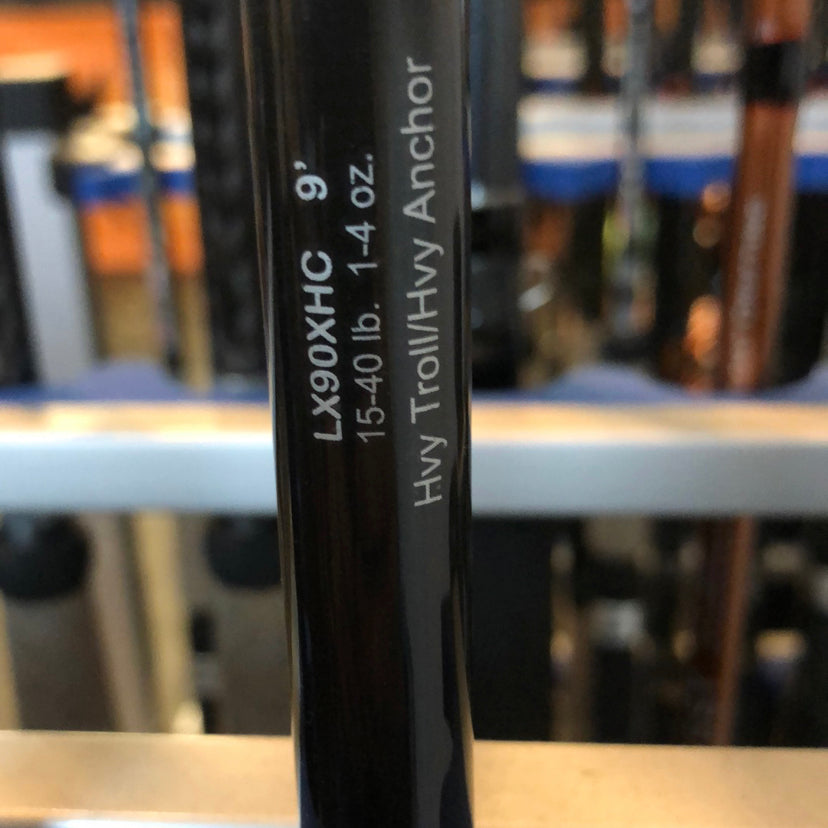 LX90XHC 9'
15-40 lb. 1-4 oz.
Hvy Troll/Hvy Anchor